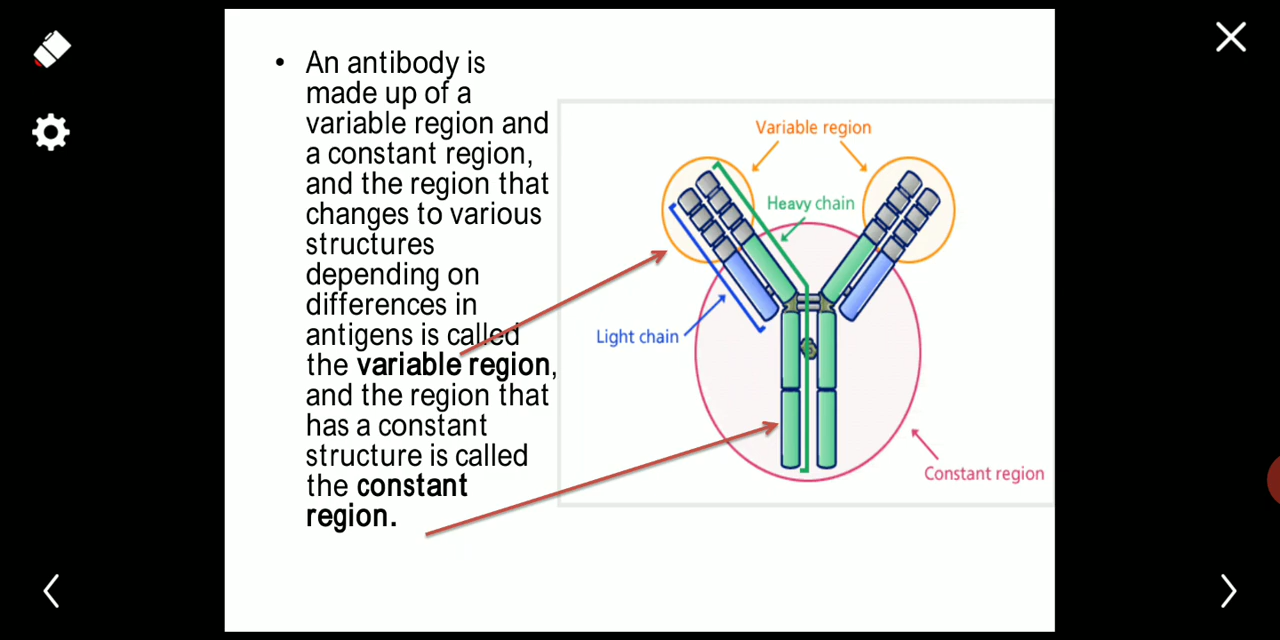 • An antibody is
made up of a
variable region and
a constant region,
and the region that
changes to various
structures
depending on
differences in
antigens is called
the variable region,
and the region that
has a constant
structure is called
the constant
region.
Variable region
Heavy chain
Light chain
Constant region